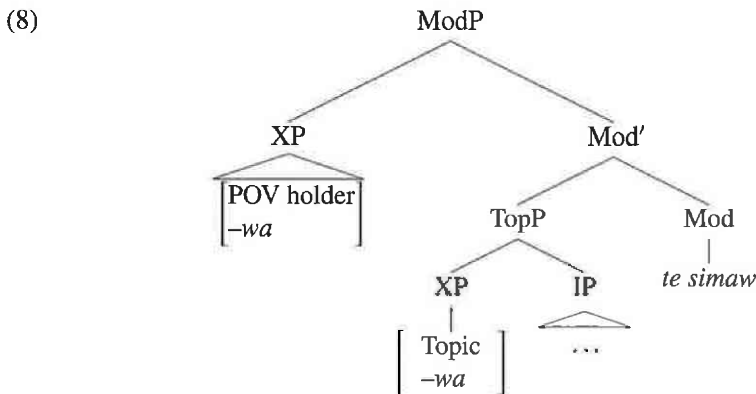 (8)
ModP
XP Mod′
POV holder
–wa
TopP Mod
XP IP te simaw
Topic ...
–wa